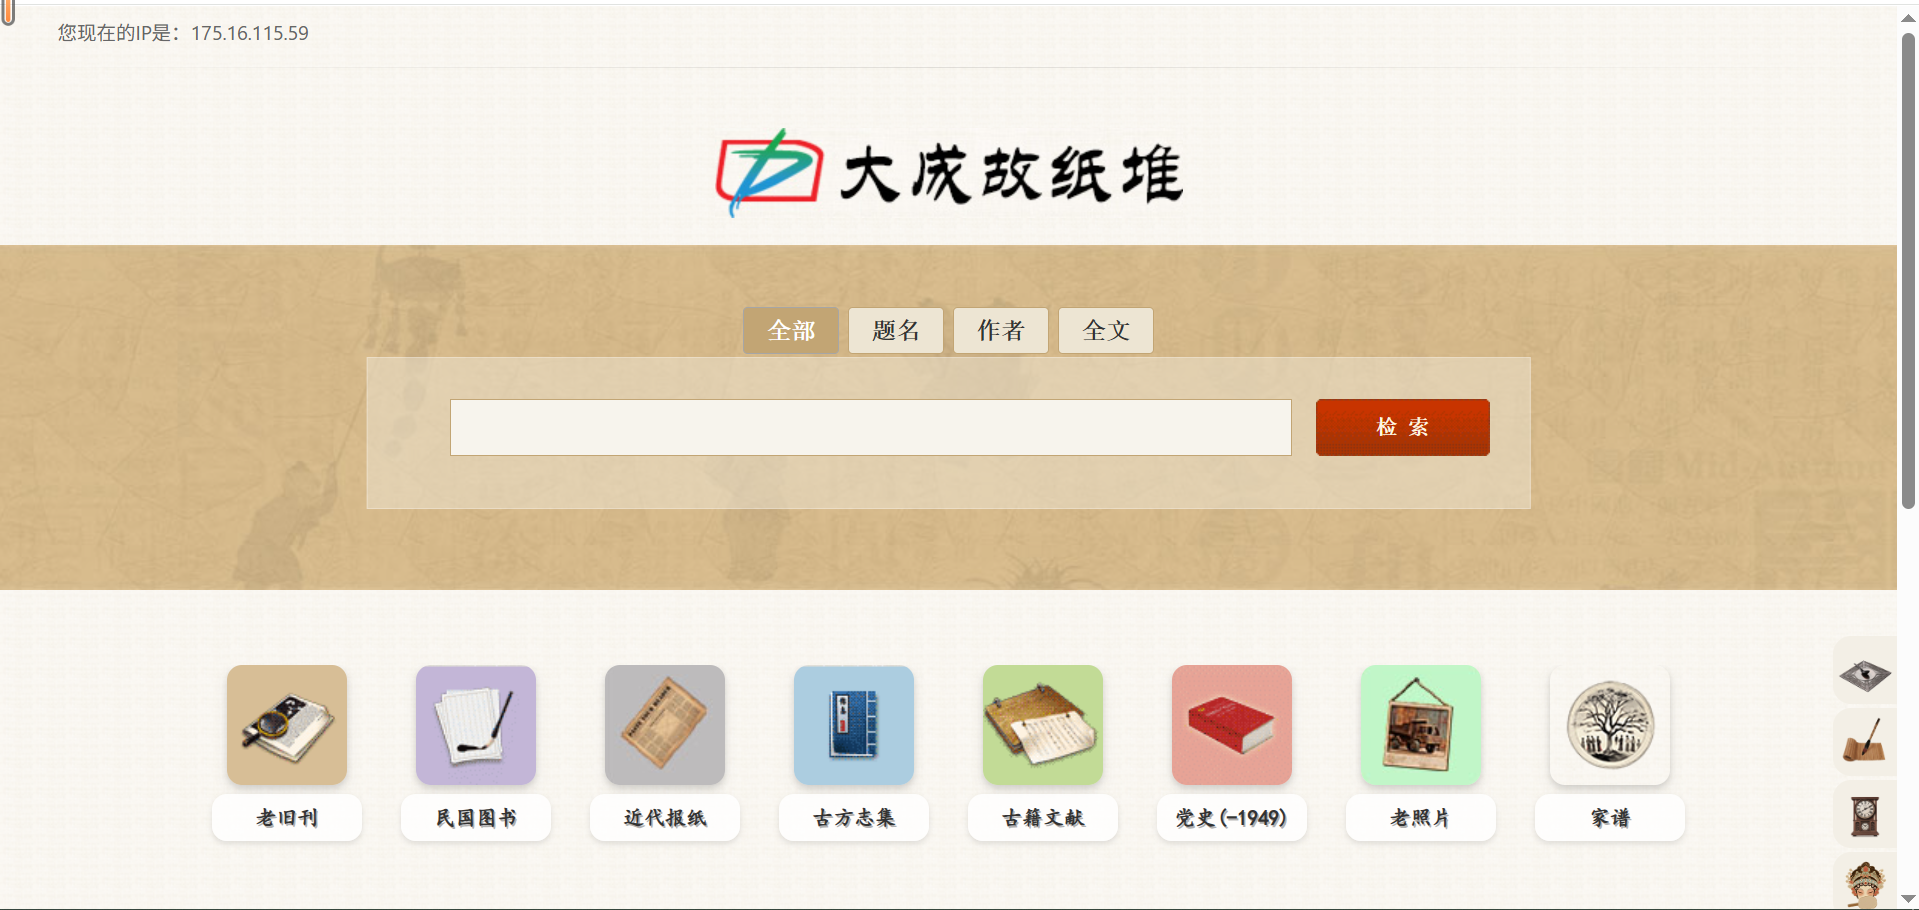 您现在的IP是：175.16.115.59
大成故纸堆
全部 题名 作者 全文
检 索
老旧刊 民国图书 近代报纸 古方志集 古籍文献 党史(-1949) 老照片 家谱